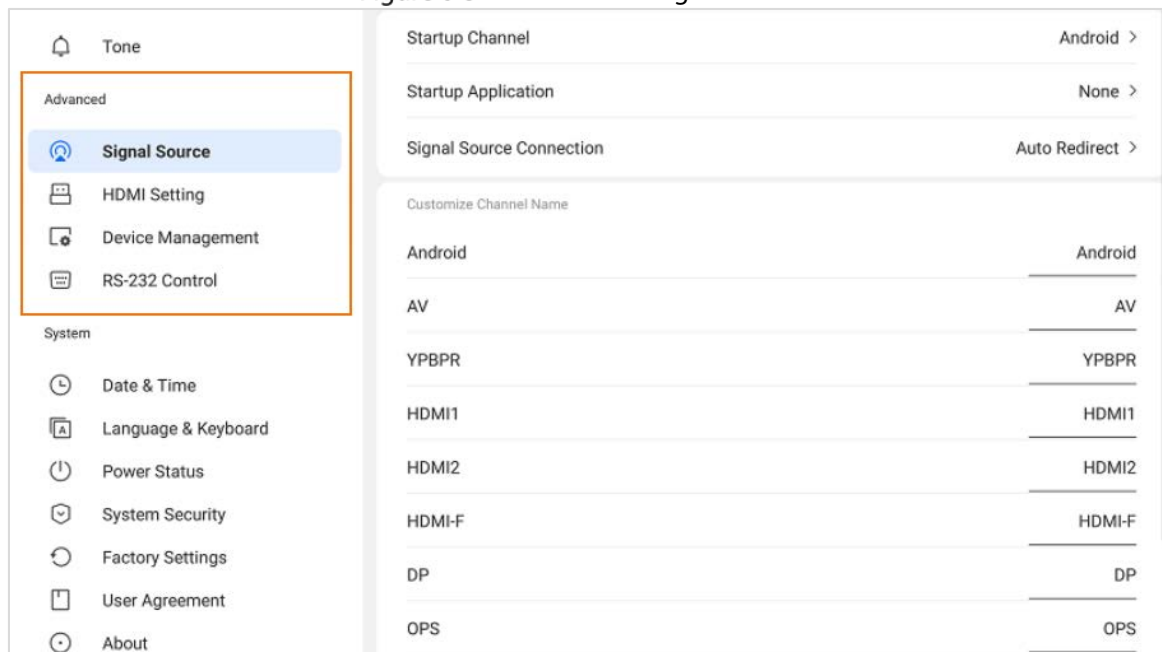 Tone
Advanced
Signal Source
HDMI Setting
Device Management
RS-232 Control
System
Date & Time
Language & Keyboard
Power Status
System Security
Factory Settings
User Agreement
About
Startup Channel Android >
Startup Application None >
Signal Source Connection Auto Redirect >
Customize Channel Name
Android Android
AV AV
YPBPR YPBPR
HDMI1 HDMI1
HDMI2 HDMI2
HDMI-F HDMI-F
DP DP
OPS OPS